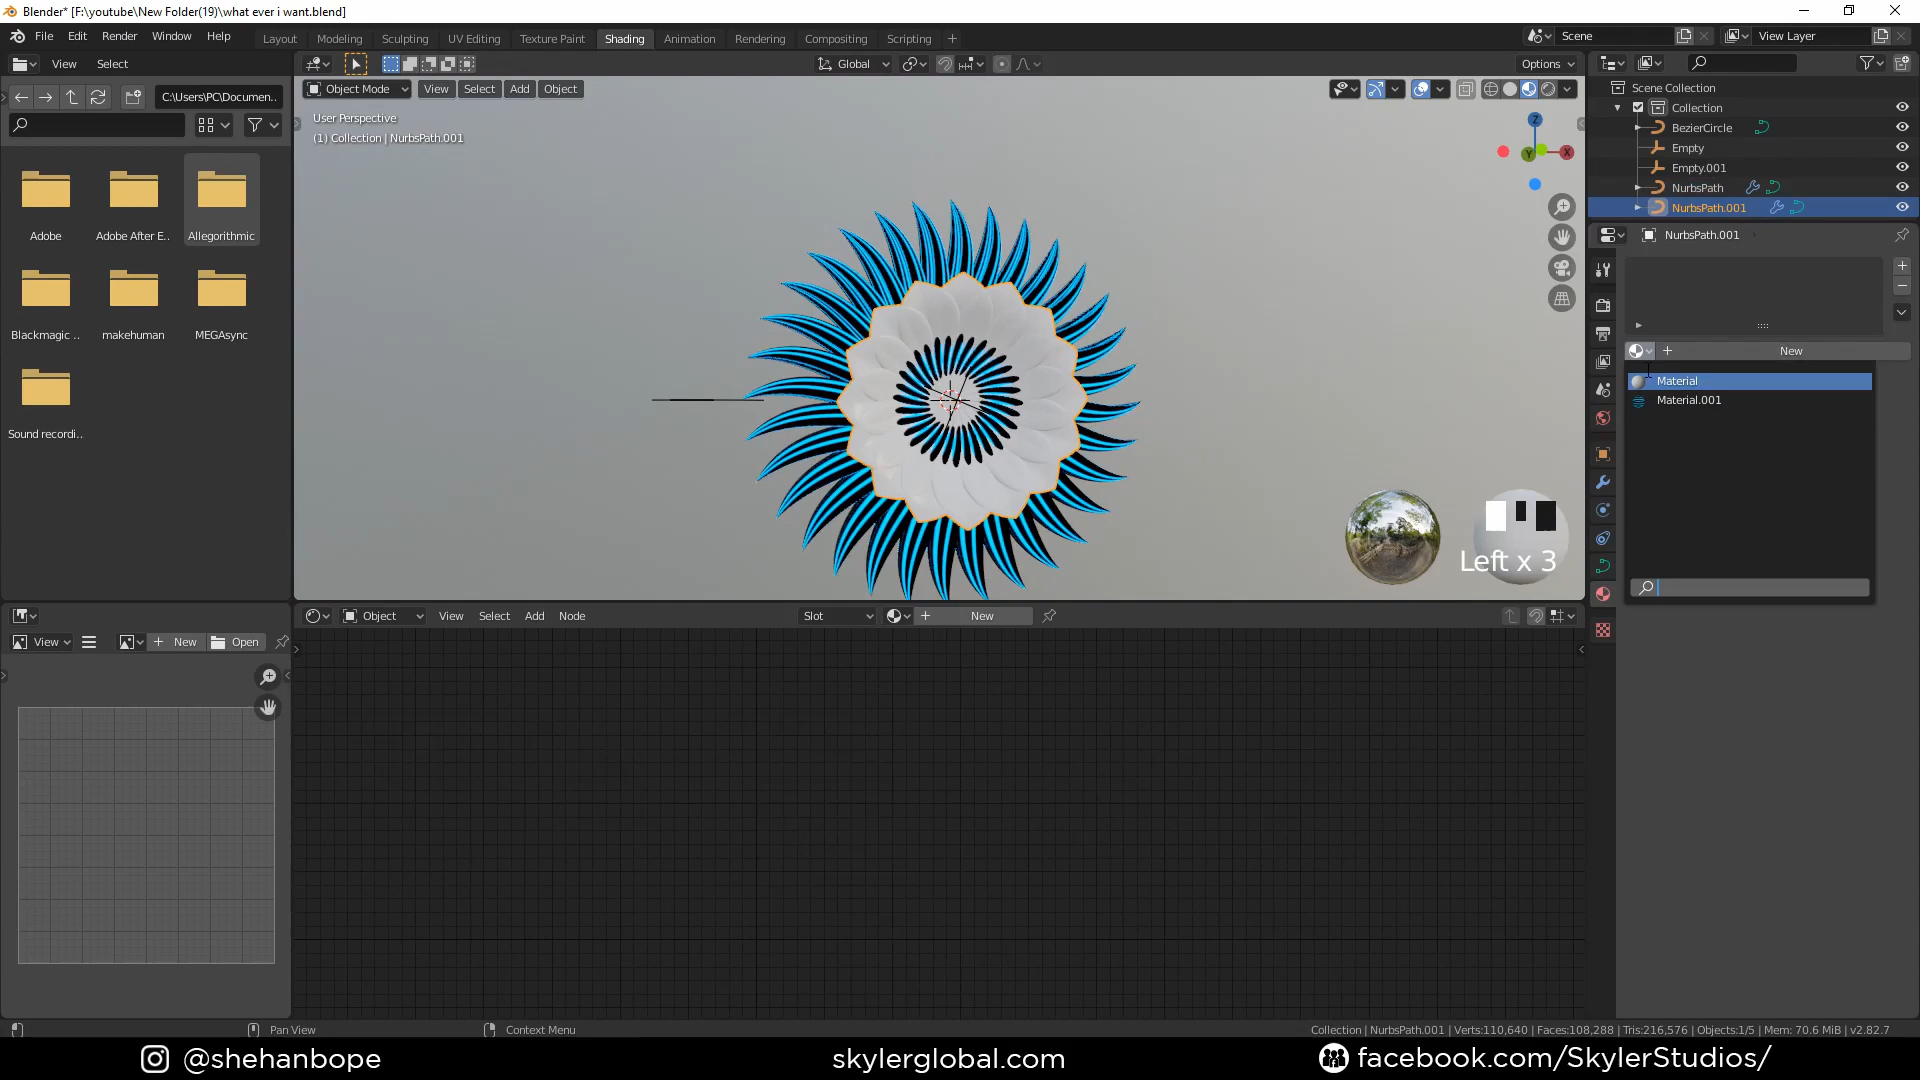 Blender* [F:\youtube\New Folder(19)\what ever i want.blend]
File Edit Render Window Help
Layout Modeling Sculpting UV Editing Texture Paint Shading Animation Rendering Compositing Scripting
Scene View Layer
View Select
Global Options
C:\Users\PC\Documen..
Object Mode View Select Add Object
User Perspective
(1) Collection | NurbsPath.001
Z
Y
X
Scene Collection
Collection
BezierCircle
Empty
Empty.001
NurbsPath
NurbsPath.001
NurbsPath.001
New
Material
Material.001
Adobe
Adobe After E..
Allegorithmic
Blackmagic ..
makehuman
MEGAsync
Sound recordi..
Left x 3
Object View Select Add Node Slot New
View New Open
Pan View
Context Menu
Collection | NurbsPath.001 | Verts:110,640 | Faces:108,288 | Tris:216,576 | Objects:1/5 | Mem: 70.6 MiB | v2.82.7
@shehanbope
skylerglobal.com
facebook.com/SkylerStudios/